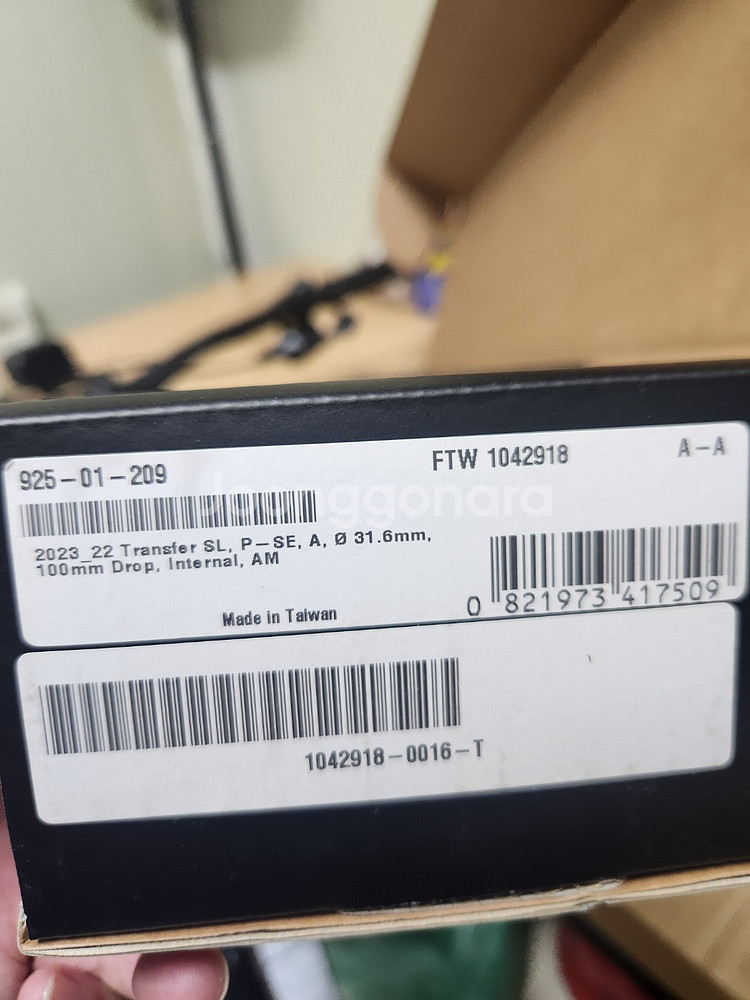 925-01-209
FTW 1042918
A-A
Joonggonara
2023_22 Transfer SL, P-SE, A, Ø 31.6mm,
100mm Drop, Internal, AM
0 821973 417509
Made in Taiwan
1042918-0016-T